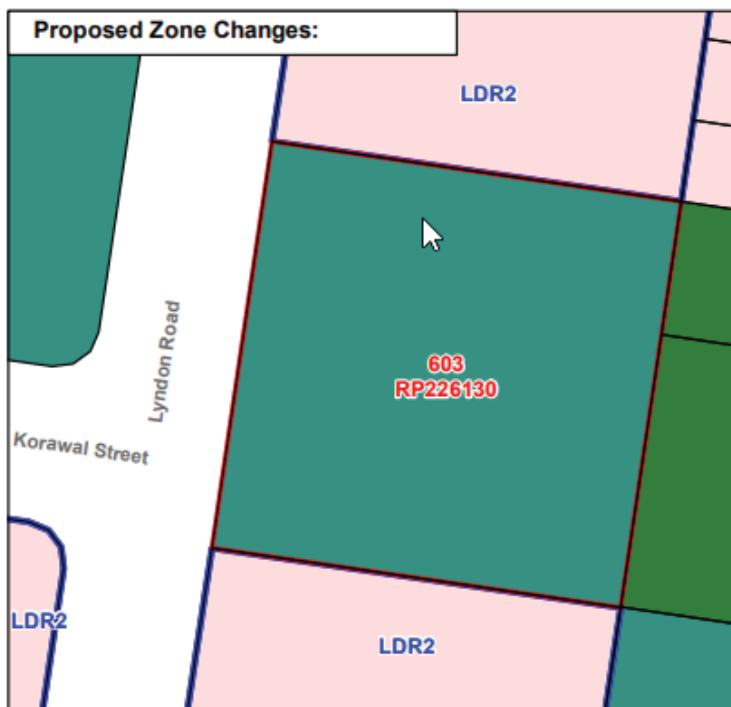 Proposed Zone Changes:
LDR2
Lyndon Road
603
RP226130
Korawal Street
LDR2
LDR2